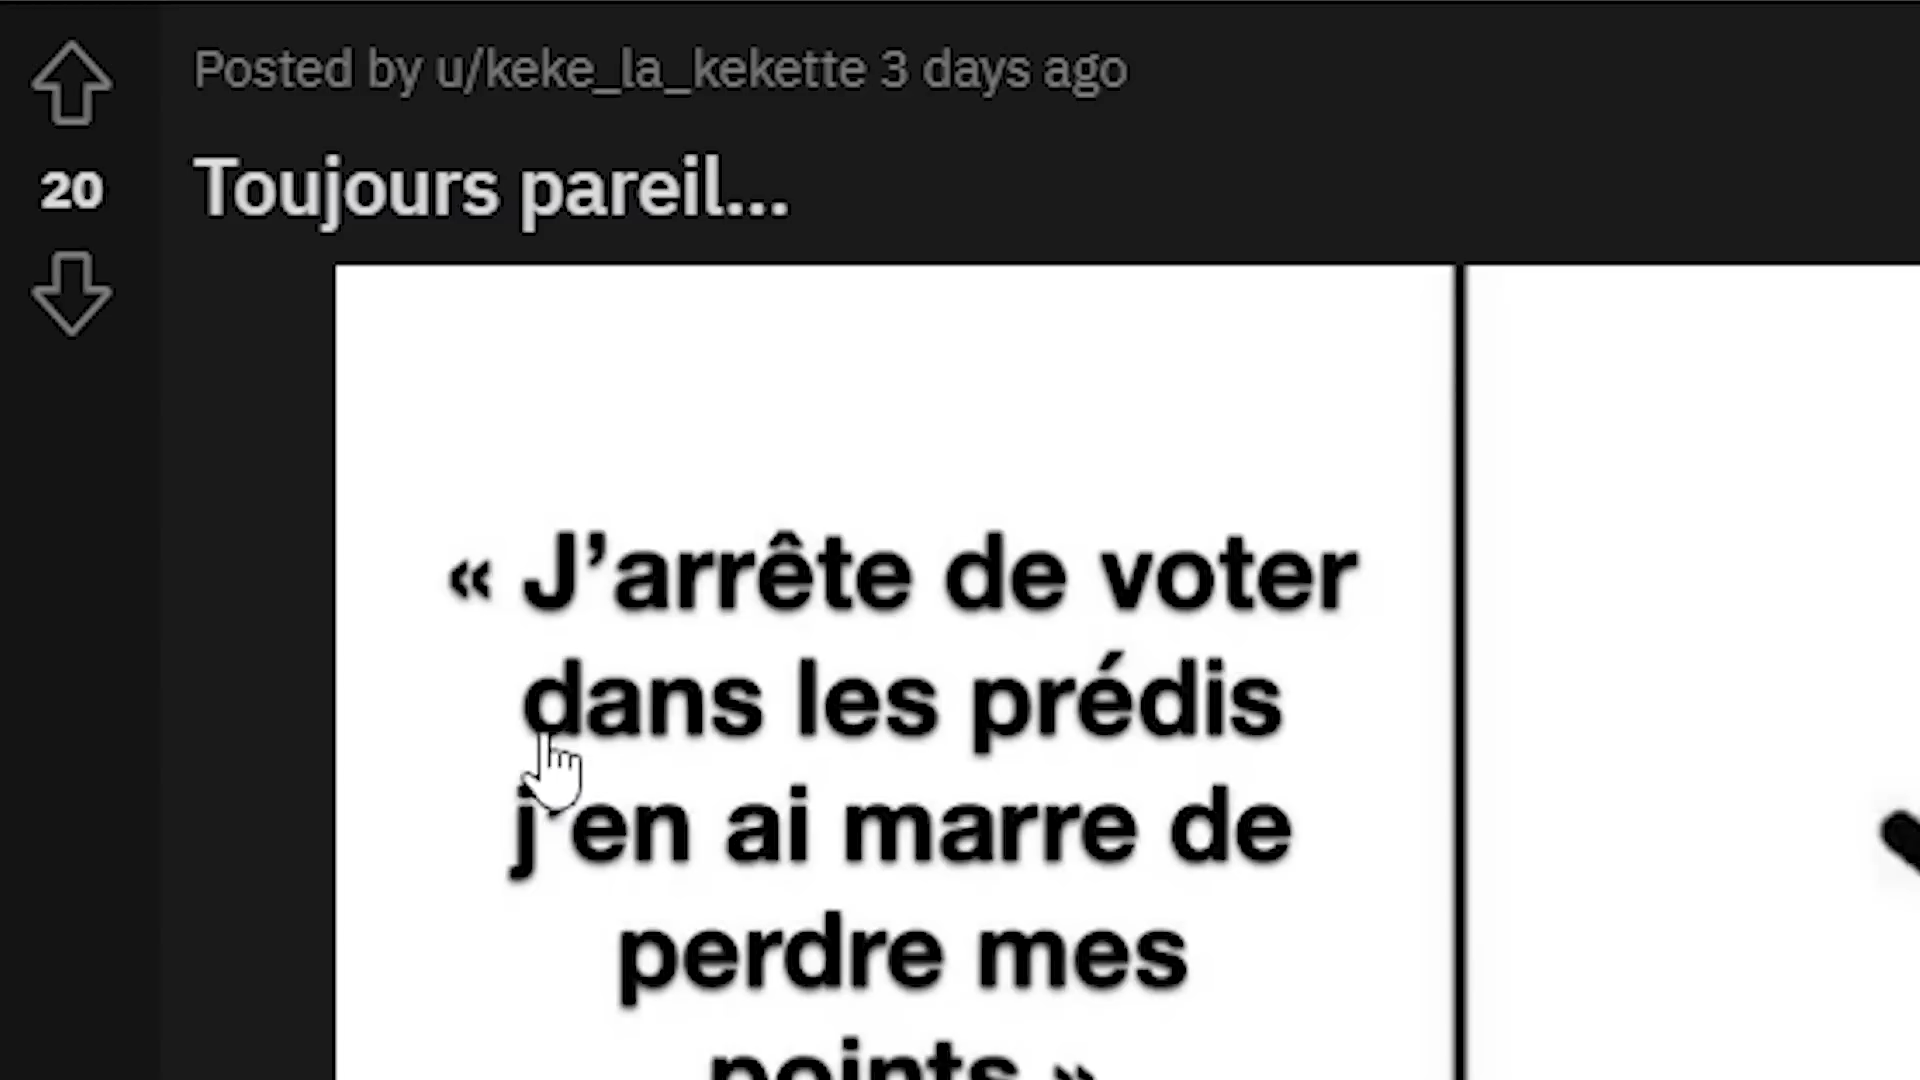 Posted by u/keke_la_kekette 3 days ago
20
Toujours pareil...
« J’arrête de voter
dans les prédis
j’en ai marre de
perdre mes
points »